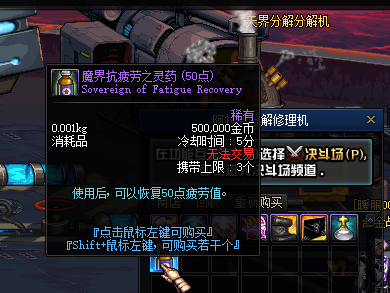 天界分解分解机
魔界抗疲劳之灵药 (50点)
Sovereign of Fatigue Recovery
稀有
0.001kg
500,000金币
消耗品
冷却时间：5分
无法交易
携带上限：3个
使用后, 可以恢复50点疲劳值。
『点击鼠标左键可购买』
『Shift+鼠标左键, 可购买若干个』
解修理机
选择 决斗场(P),
斗场频道。
购买